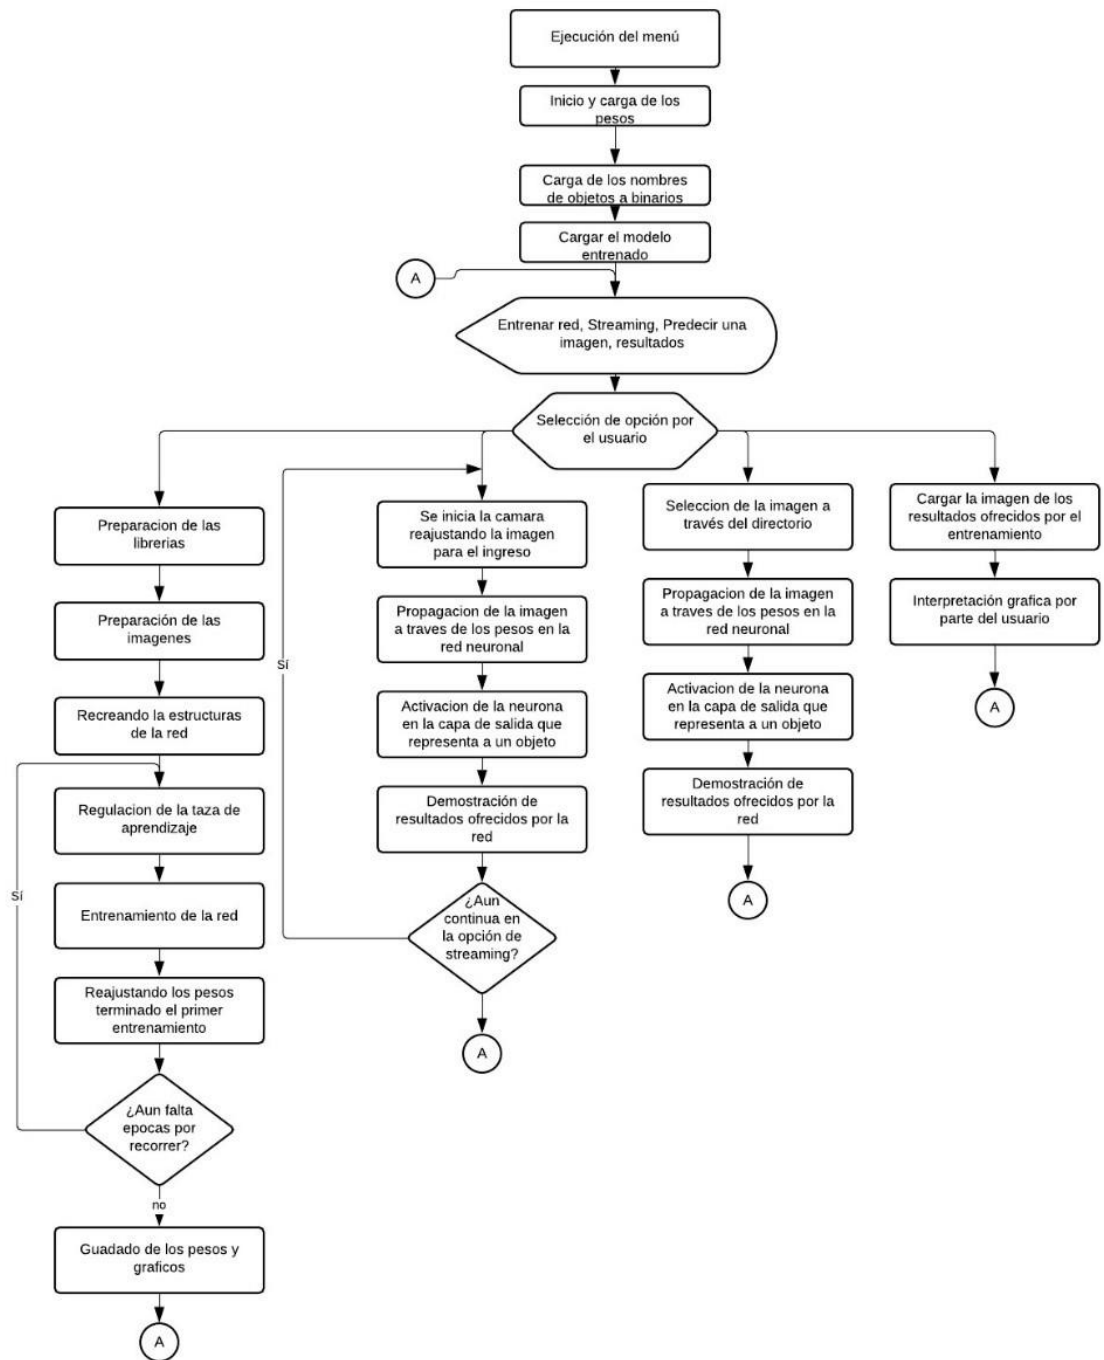 Ejecución del menú
Inicio y carga de los
pesos
Carga de los nombres
de objetos a binarios
Cargar el modelo
entrenado
A
Entrenar red, Streaming, Predecir una
imagen, resultados
Selección de opción por
el usuario
Preparacion de las
librerias
Preparación de las
imagenes
Recreando la estructuras
de la red
Regulacion de la taza de
aprendizaje
Entrenamiento de la red
Sí
Reajustando los pesos
terminado el primer
entrenamiento
¿Aun falta
epocas por
recorrer?
no
Guadado de los pesos y
graficos
A
Se inicia la camara
reajustando la imagen
para el ingreso
Propagacion de la imagen
a traves de los pesos en la
red neuronal
Sí
Activacion de la neurona
en la capa de salida que
representa a un objeto
Demostración de
resultados ofrecidos por la
red
¿Aun
continua en
la opción de
streaming?
A
Seleccion de la imagen a
través del directorio
Propagacion de la imagen
a traves de los pesos en la
red neuronal
Activacion de la neurona
en la capa de salida que
representa a un objeto
Demostración de
resultados ofrecidos por la
red
A
Cargar la imagen de los
resultados ofrecidos por el
entrenamiento
Interpretación grafica por
parte del usuario
A